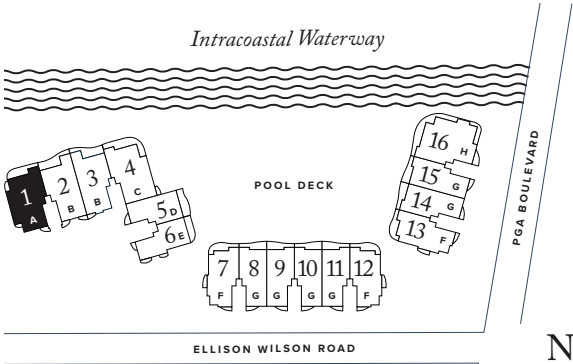 Intracoastal Waterway
PGA BOULEVARD
1 A
2 B
3 B
4 C
5 D
6 E
POOL DECK
16 H
15 G
14 G
13 F
7 8 9 10 11 12
F G G G G F
ELLISON WILSON ROAD
N